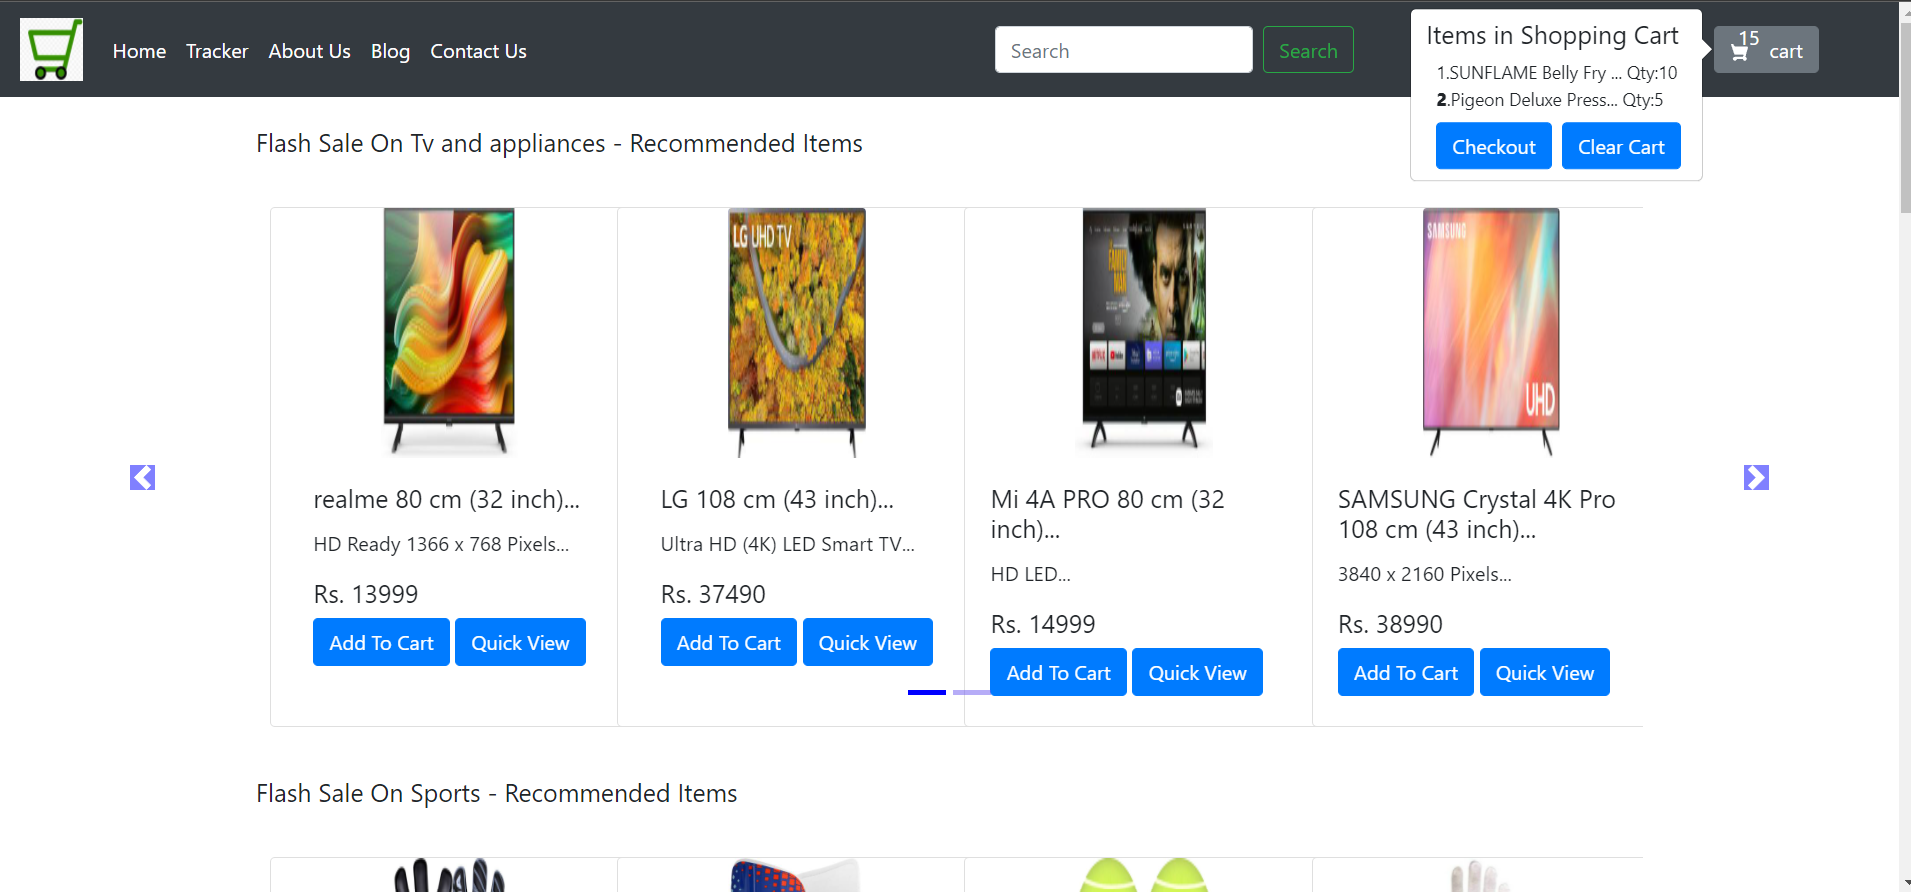 Home Tracker About Us Blog Contact Us
Search
Search
15
cart
Items in Shopping Cart
1.SUNFLAME Belly Fry ... Qty:10
2.Pigeon Deluxe Press... Qty:5
Checkout Clear Cart
Flash Sale On Tv and appliances - Recommended Items
LG UHD TV
FAMILY
MAN
SAMSUNG
UHD
realme 80 cm (32 inch)...
HD Ready 1366 x 768 Pixels...
Rs. 13999
Add To Cart Quick View
LG 108 cm (43 inch)...
Ultra HD (4K) LED Smart TV...
Rs. 37490
Add To Cart Quick View
Mi 4A PRO 80 cm (32
inch)...
HD LED...
Rs. 14999
Add To Cart Quick View
SAMSUNG Crystal 4K Pro
108 cm (43 inch)...
3840 x 2160 Pixels...
Rs. 38990
Add To Cart Quick View
Flash Sale On Sports - Recommended Items